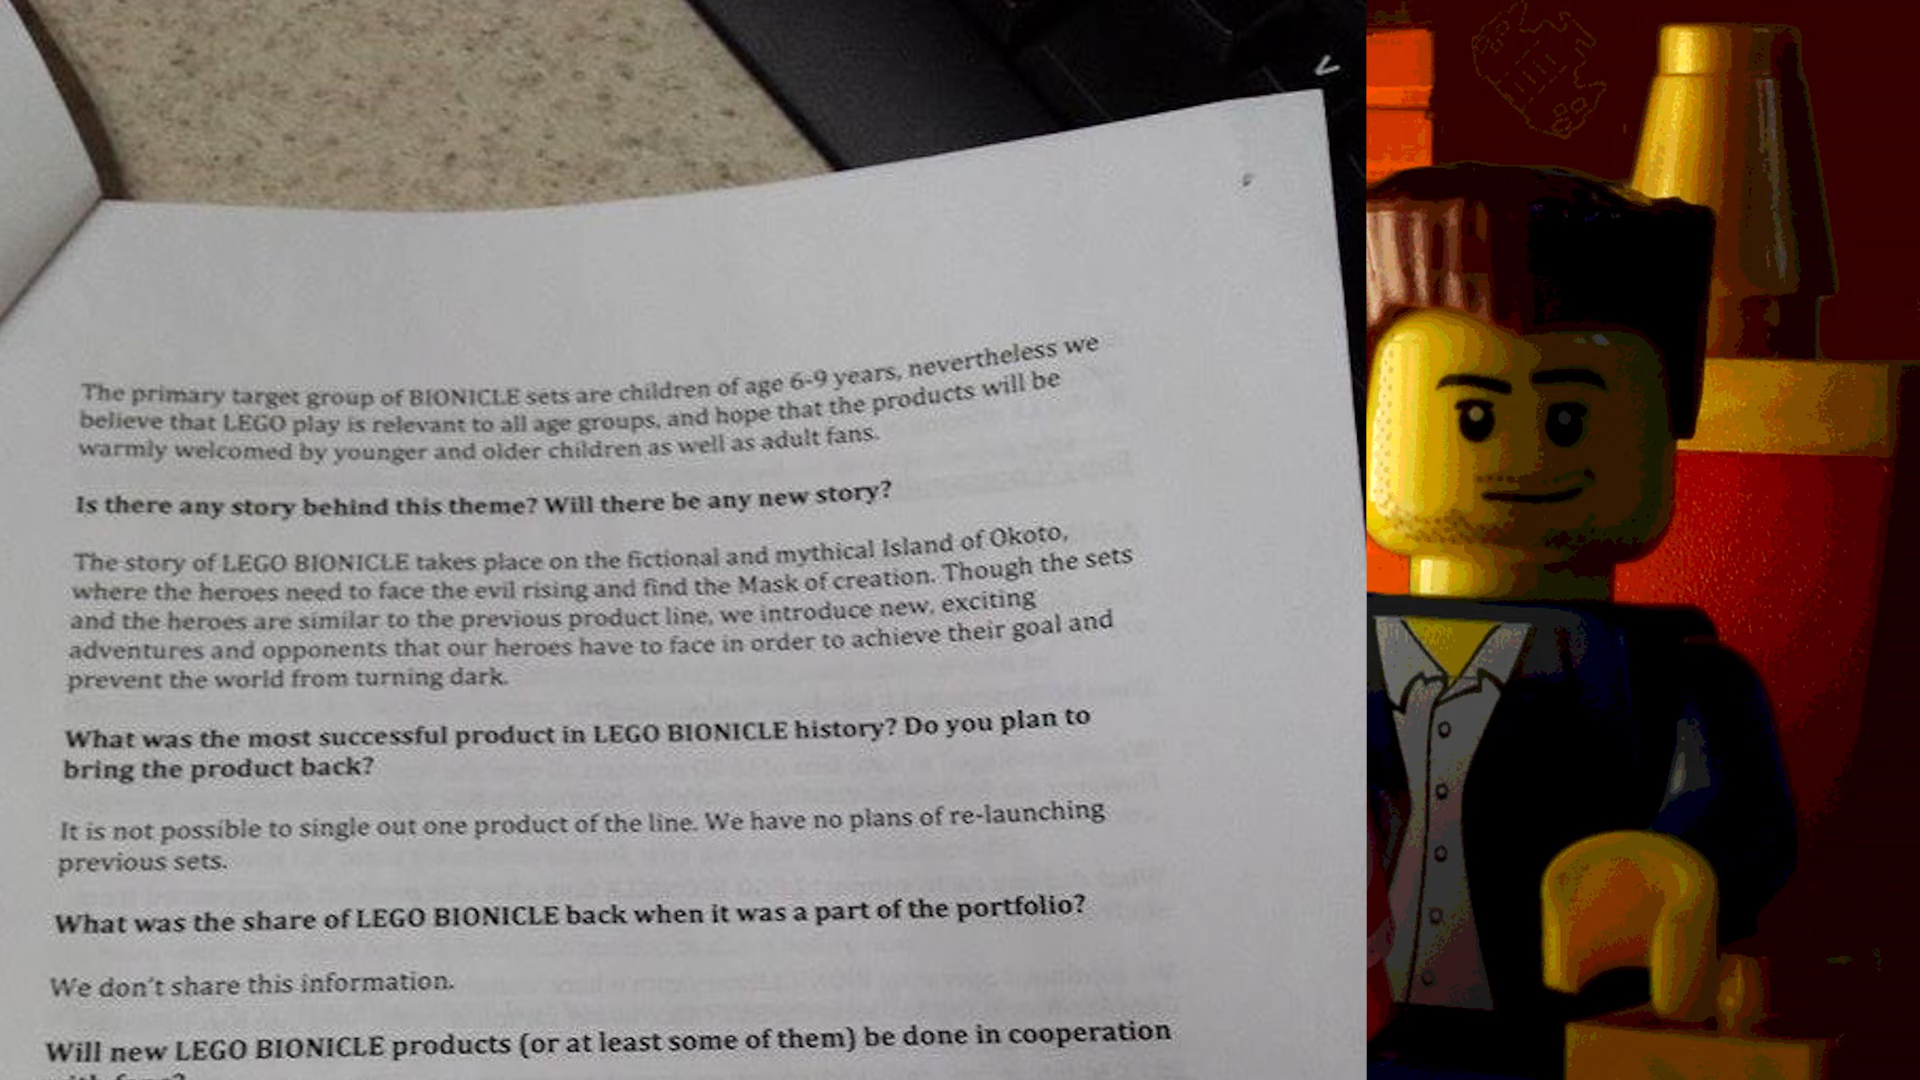 The primary target group of BIONICLE sets are children of age 6-9 years, nevertheless we
believe that LEGO play is relevant to all age groups, and hope that the products will be
warmly welcomed by younger and older children as well as adult fans.
Is there any story behind this theme? Will there be any new story?
The story of LEGO BIONICLE takes place on the fictional and mythical Island of Okoto,
where the heroes need to face the evil rising and find the Mask of creation. Though the sets
and the heroes are similar to the previous product line, we introduce new, exciting
adventures and opponents that our heroes have to face in order to achieve their goal and
prevent the world from turning dark.
What was the most successful product in LEGO BIONICLE history? Do you plan to
bring the product back?
It is not possible to single out one product of the line. We have no plans of re-launching
previous sets.
What was the share of LEGO BIONICLE back when it was a part of the portfolio?
We don't share this information.
Will new LEGO BIONICLE products (or at least some of them) be done in cooperation